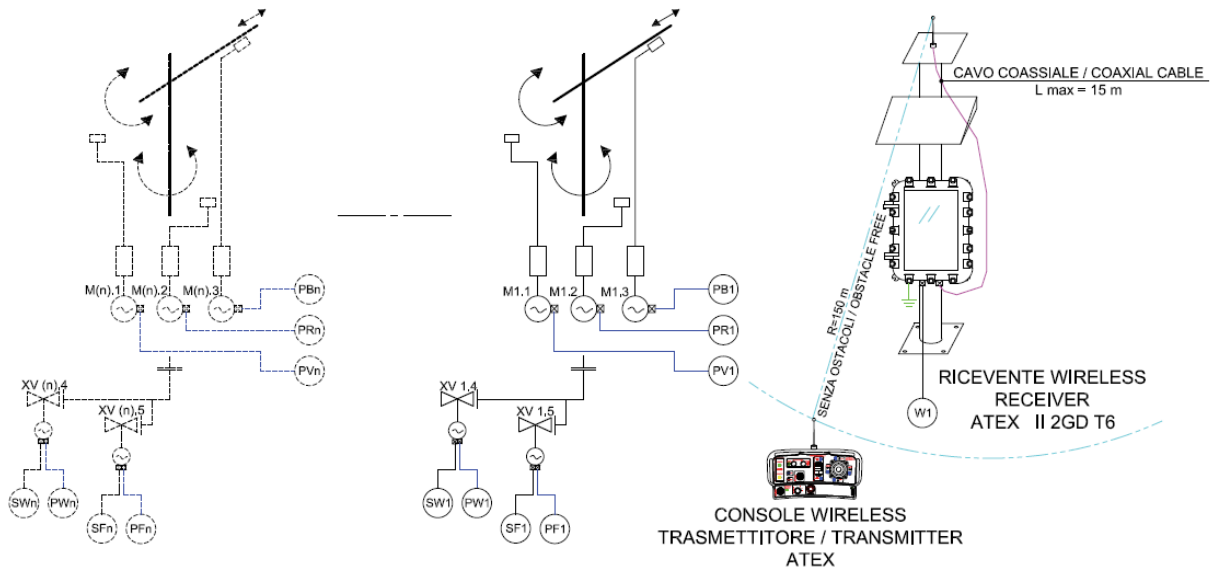 CAVO COASSIALE / COAXIAL CABLE
L max = 15 m
M(n).1
M(n).2
M(n).3
PBn
PRn
PVn
XV (n),4
XV (n),5
SWn
PWn
SFn
PFn
M1.1
M1.2
M1,3
PB1
PR1
PV1
XV 1,4
XV 1,5
SW1
PW1
SF1
PF1
R=150 m
SENZA OSTACOLI / OBSTACLE FREE
W1
RICEVENTE WIRELESS
RECEIVER
ATEX II 2GD T6
CONSOLE WIRELESS
TRASMETTITORE / TRANSMITTER
ATEX